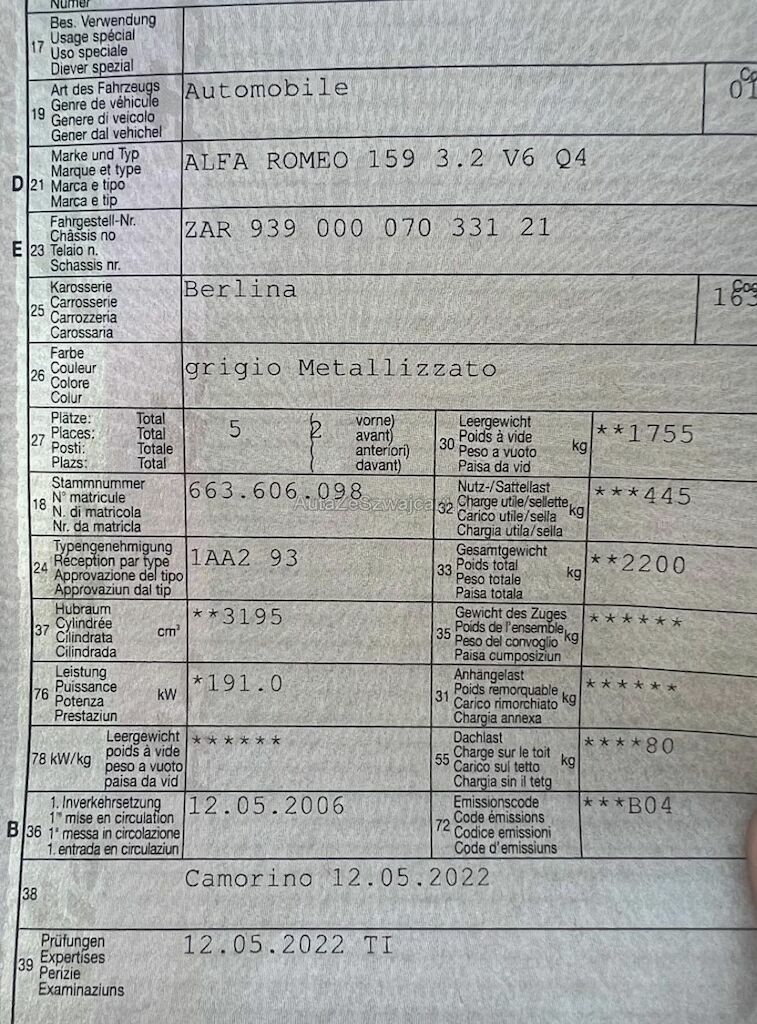 Numer
17 Bes. Verwendung
Usage spécial
Uso speciale
Diever spezial
19 Art des Fahrzeugs
Genre de véhicule
Genere di veicolo
Gener dal vehichel
Automobile
01
D 21 Marke und Typ
Marque et type
Marca e tipo
Marca e tip
ALFA ROMEO 159 3.2 V6 Q4
E 23 Fahrgestell-Nr.
Châssis no
Telaio n.
Schassis nr.
ZAR 939 000 070 331 21
25 Karosserie
Carrosserie
Carrozzeria
Carossaria
Berlina
163
26 Farbe
Couleur
Colore
Colur
grigio Metallizzato
27 Plätze: Total
Places: Total
Posti: Totale
Plazs: Total
5 2
vorne)
avant)
anteriori)
davant)
30 Leergewicht
Poids à vide
Peso a vuoto
Paisa da vid
kg **1755
18 Stammnummer
N° matricule
N. di matricola
Nr. da matricla
663.606.098
32 Nutz-/Sattellast
Charge utile/sellette
Carico utile/sella
Chargia utila/sella
kg ***445
24 Typengenehmigung
Réception par type
Approvazione del tipo
Approvaziun dal tip
1AA2 93
33 Gesamtgewicht
Poids total
Peso totale
Paisa totala
kg **2200
37 Hubraum
Cylindrée
Cilindrata
Cilindrada
cm³ **3195
35 Gewicht des Zuges
Poids de l'ensemble
Peso del convoglio
Paisa cumposiziun
kg ******
76 Leistung
Puissance
Potenza
Prestaziun
kW *191.0
31 Anhängelast
Poids remorquable
Carico rimorchiato
Chargia annexa
kg ******
78 kW/kg Leergewicht
poids à vide
peso a vuoto
paisa da vid
******
55 Dachlast
Charge sur le toit
Carico sul tetto
Chargia sin il tetg
kg ****80
B 36 1. Inverkehrsetzung
1re mise en circulation
1a messa in circolazione
1. entrada en circulaziun
12.05.2006
72 Emissionscode
Code émissions
Codice emissioni
Code d'emissiuns
***B04
38 Camorino 12.05.2022
39 Prüfungen
Expertises
Perizie
Examinaziuns
12.05.2022 TI